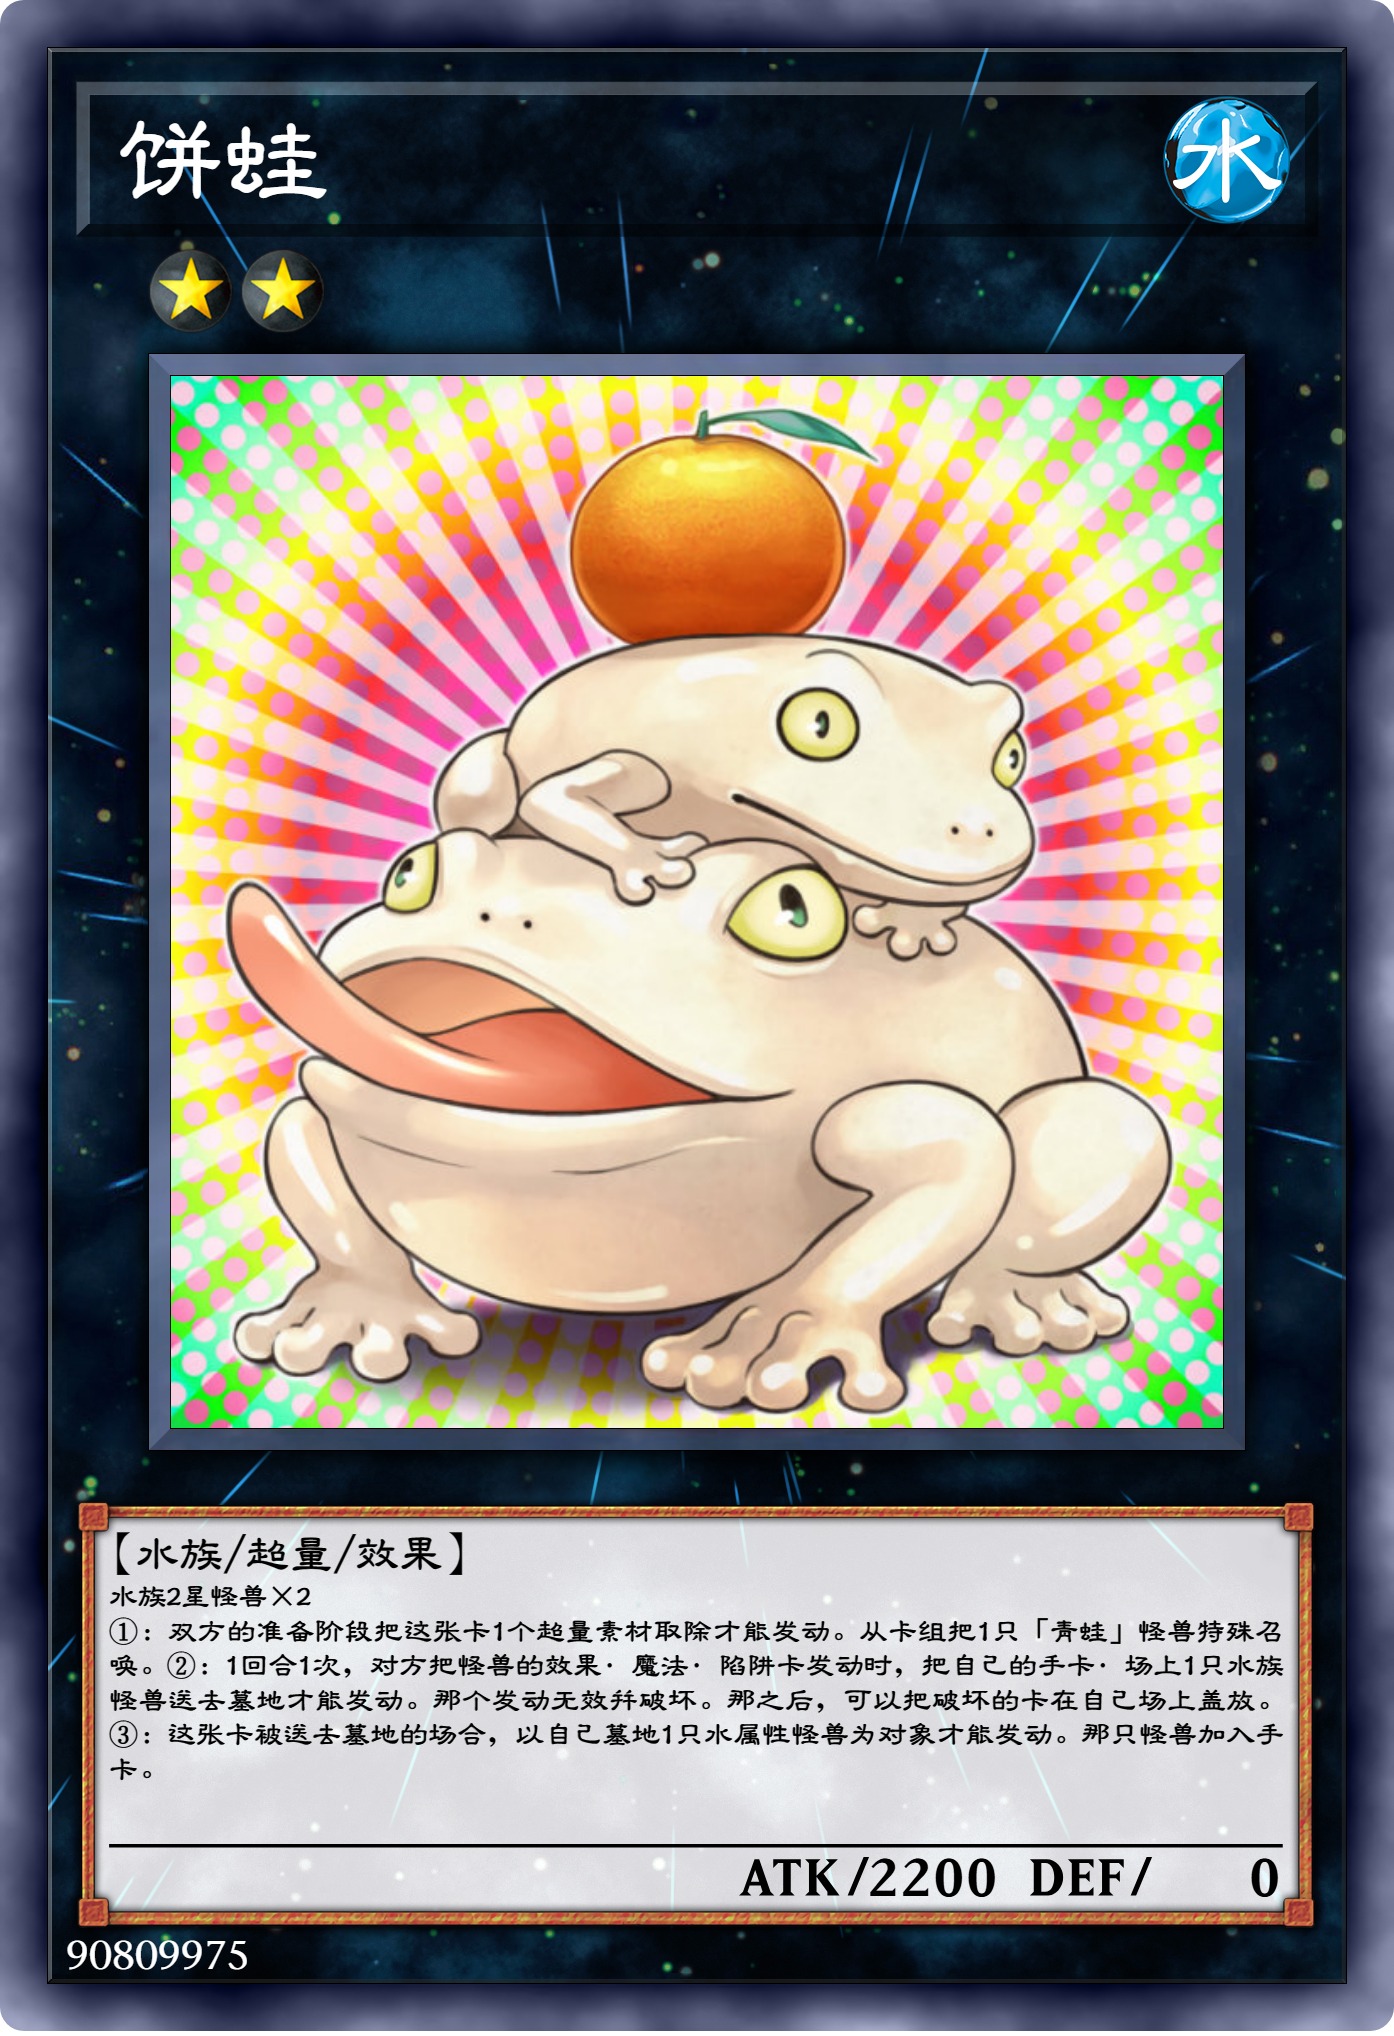 饼蛙
水
【水族/超量/效果】
水族2星怪兽×2
①：双方的准备阶段把这张卡1个超量素材取除才能发动。从卡组把1只「青蛙」怪兽特殊召
唤。②：1回合1次，对方把怪兽的效果·魔法·陷阱卡发动时，把自己的手卡·场上1只水族
怪兽送去墓地才能发动。那个发动无效并破坏。那之后，可以把破坏的卡在自己场上盖放。
③：这张卡被送去墓地的场合，以自己墓地1只水属性怪兽为对象才能发动。那只怪兽加入手
卡。
ATK/2200 DEF/ 0
90809975